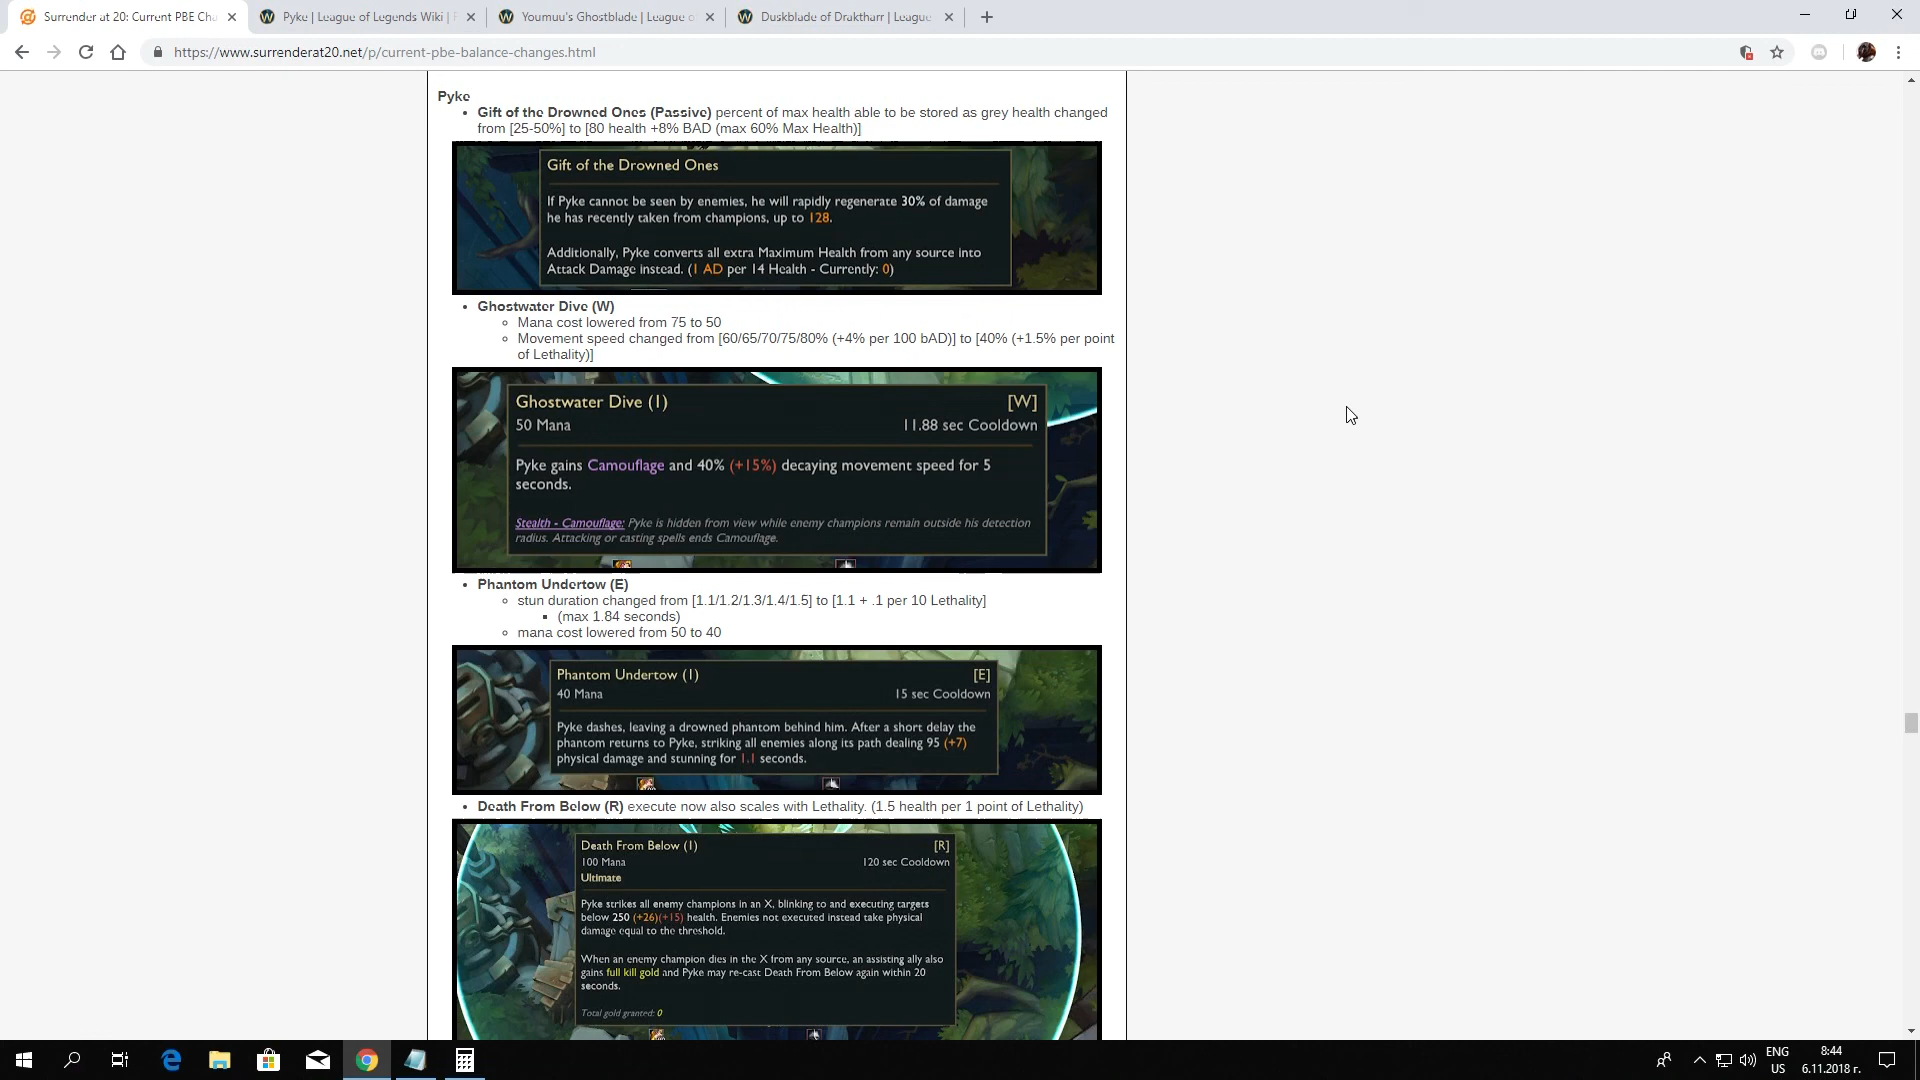 Surrender at 20: Current PBE Cha
Pyke | League of Legends Wiki | F
Youmuu's Ghostblade | League o
Duskblade of Draktharr | League
https://www.surrenderat20.net/p/current-pbe-balance-changes.html
Pyke
• Gift of the Drowned Ones (Passive) percent of max health able to be stored as grey health changed
from [25-50%] to [80 health +8% BAD (max 60% Max Health)]
Gift of the Drowned Ones
If Pyke cannot be seen by enemies, he will rapidly regenerate 30% of damage
he has recently taken from champions, up to 128.
Additionally, Pyke converts all extra Maximum Health from any source into
Attack Damage instead. (1 AD per 14 Health - Currently: 0)
• Ghostwater Dive (W)
Mana cost lowered from 75 to 50
Movement speed changed from [60/65/70/75/80% (+4% per 100 bAD)] to [40% (+1.5% per point
of Lethality)]
Ghostwater Dive (1) [W]
50 Mana 11.88 sec Cooldown
Pyke gains Camouflage and 40% (+15%) decaying movement speed for 5
seconds.
Stealth - Camouflage: Pyke is hidden from view while enemy champions remain outside his detection
radius. Attacking or casting spells ends Camouflage.
• Phantom Undertow (E)
stun duration changed from [1.1/1.2/1.3/1.4/1.5] to [1.1 + .1 per 10 Lethality]
(max 1.84 seconds)
mana cost lowered from 50 to 40
Phantom Undertow (1) [E]
40 Mana 15 sec Cooldown
Pyke dashes, leaving a drowned phantom behind him. After a short delay the
phantom returns to Pyke, striking all enemies along its path dealing 95 (+7)
physical damage and stunning for 1.1 seconds.
• Death From Below (R) execute now also scales with Lethality. (1.5 health per 1 point of Lethality)
Death From Below (1) [R]
100 Mana 120 sec Cooldown
Ultimate
Pyke strikes all enemy champions in an X, blinking to and executing targets
below 250 (+26)(+15) health. Enemies not executed instead take physical
damage equal to the threshold.
When an enemy champion dies in the X from any source, an assisting ally also
gains full kill gold and Pyke may re-cast Death From Below again within 20
seconds.
Total gold granted: 0
ENG
US
8:44
6.11.2018 г.